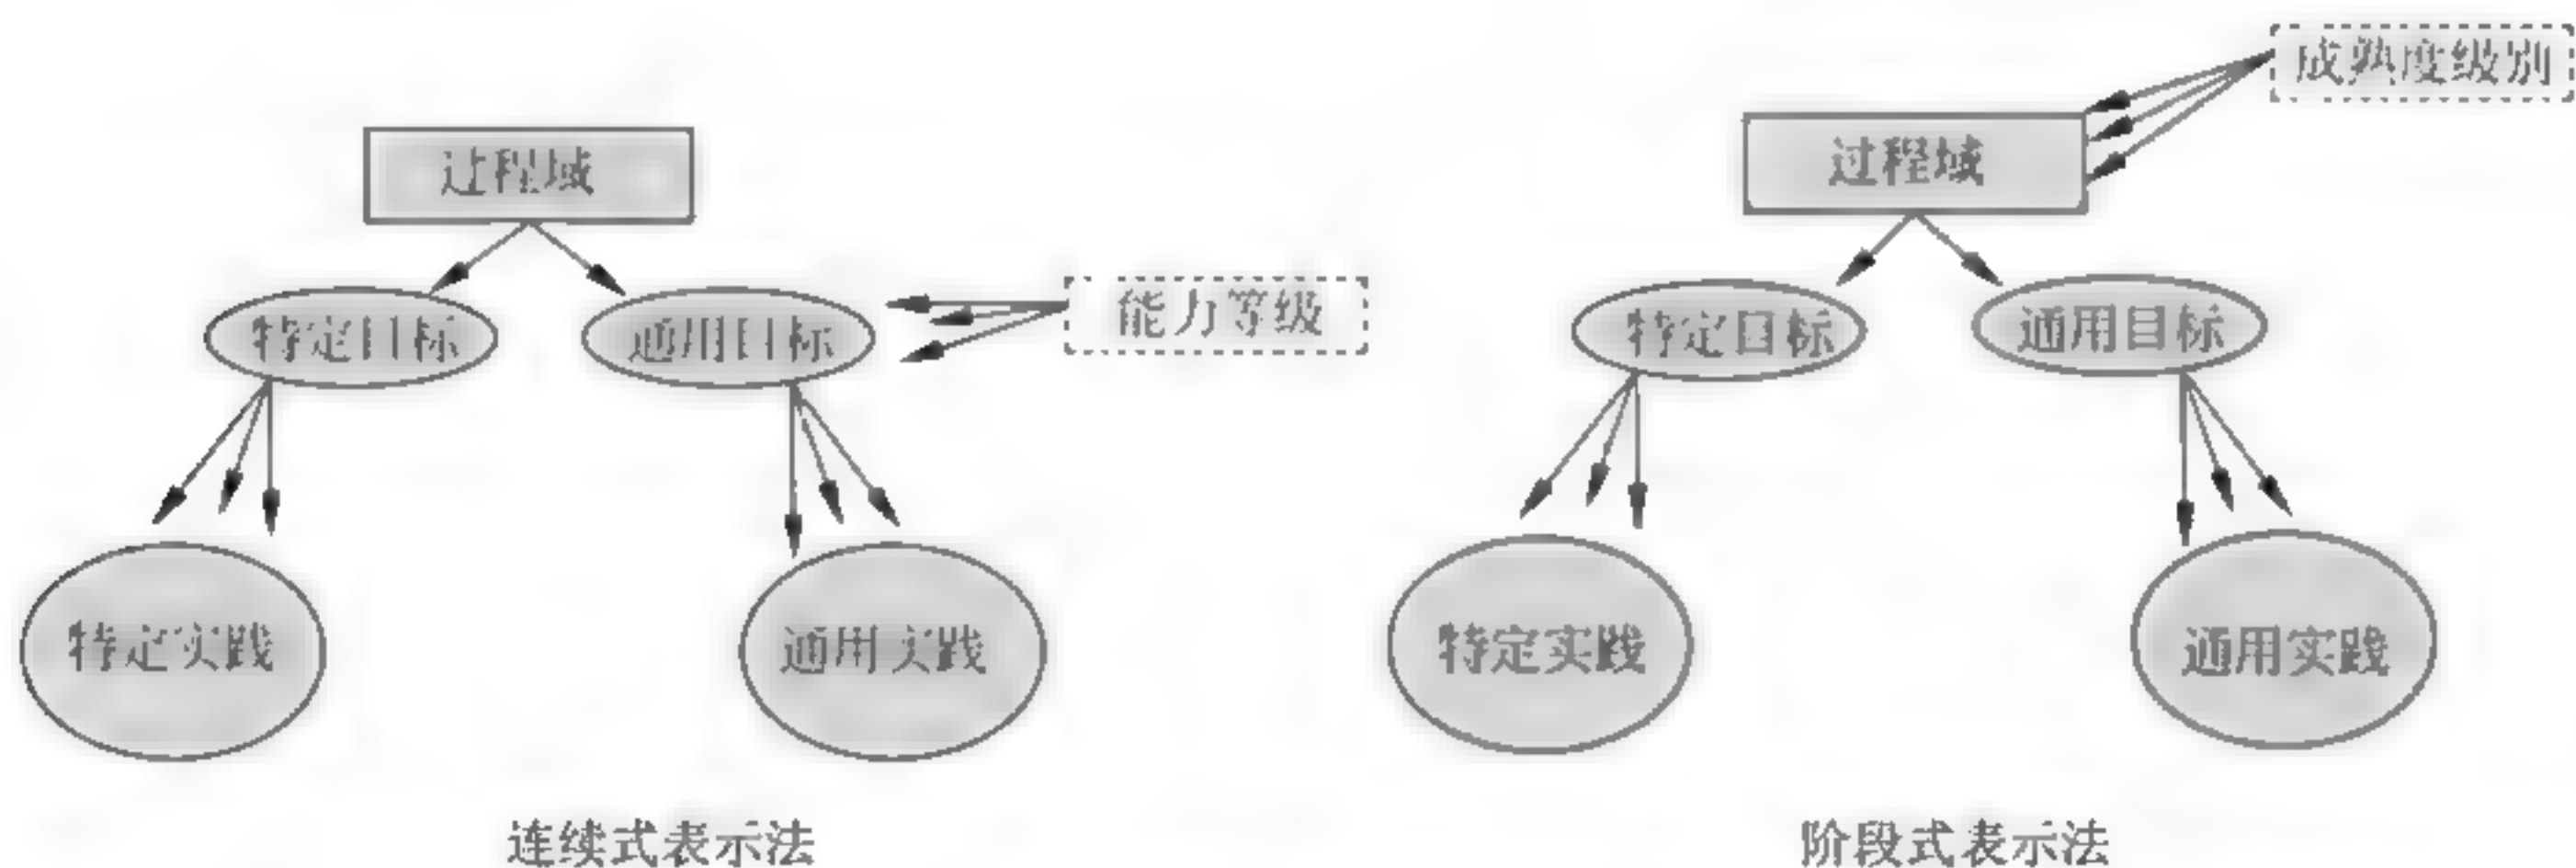 过程域
特定目标
通用目标
能力等级
特定实践
通用实践
连续式表示法
成熟度级别
过程域
特定目标
通用目标
特定实践
通用实践
阶段式表示法